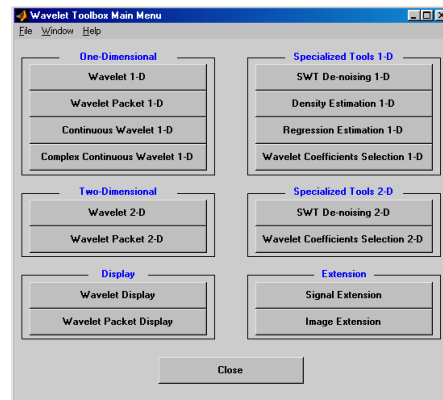 Wavelet Toolbox Main Menu
File Window Help
One-Dimensional
Wavelet 1-D
Wavelet Packet 1-D
Continuous Wavelet 1-D
Complex Continuous Wavelet 1-D
Specialized Tools 1-D
SWT De-noising 1-D
Density Estimation 1-D
Regression Estimation 1-D
Wavelet Coefficients Selection 1-D
Two-Dimensional
Wavelet 2-D
Wavelet Packet 2-D
Specialized Tools 2-D
SWT De-noising 2-D
Wavelet Coefficients Selection 2-D
Display
Wavelet Display
Wavelet Packet Display
Extension
Signal Extension
Image Extension
Close